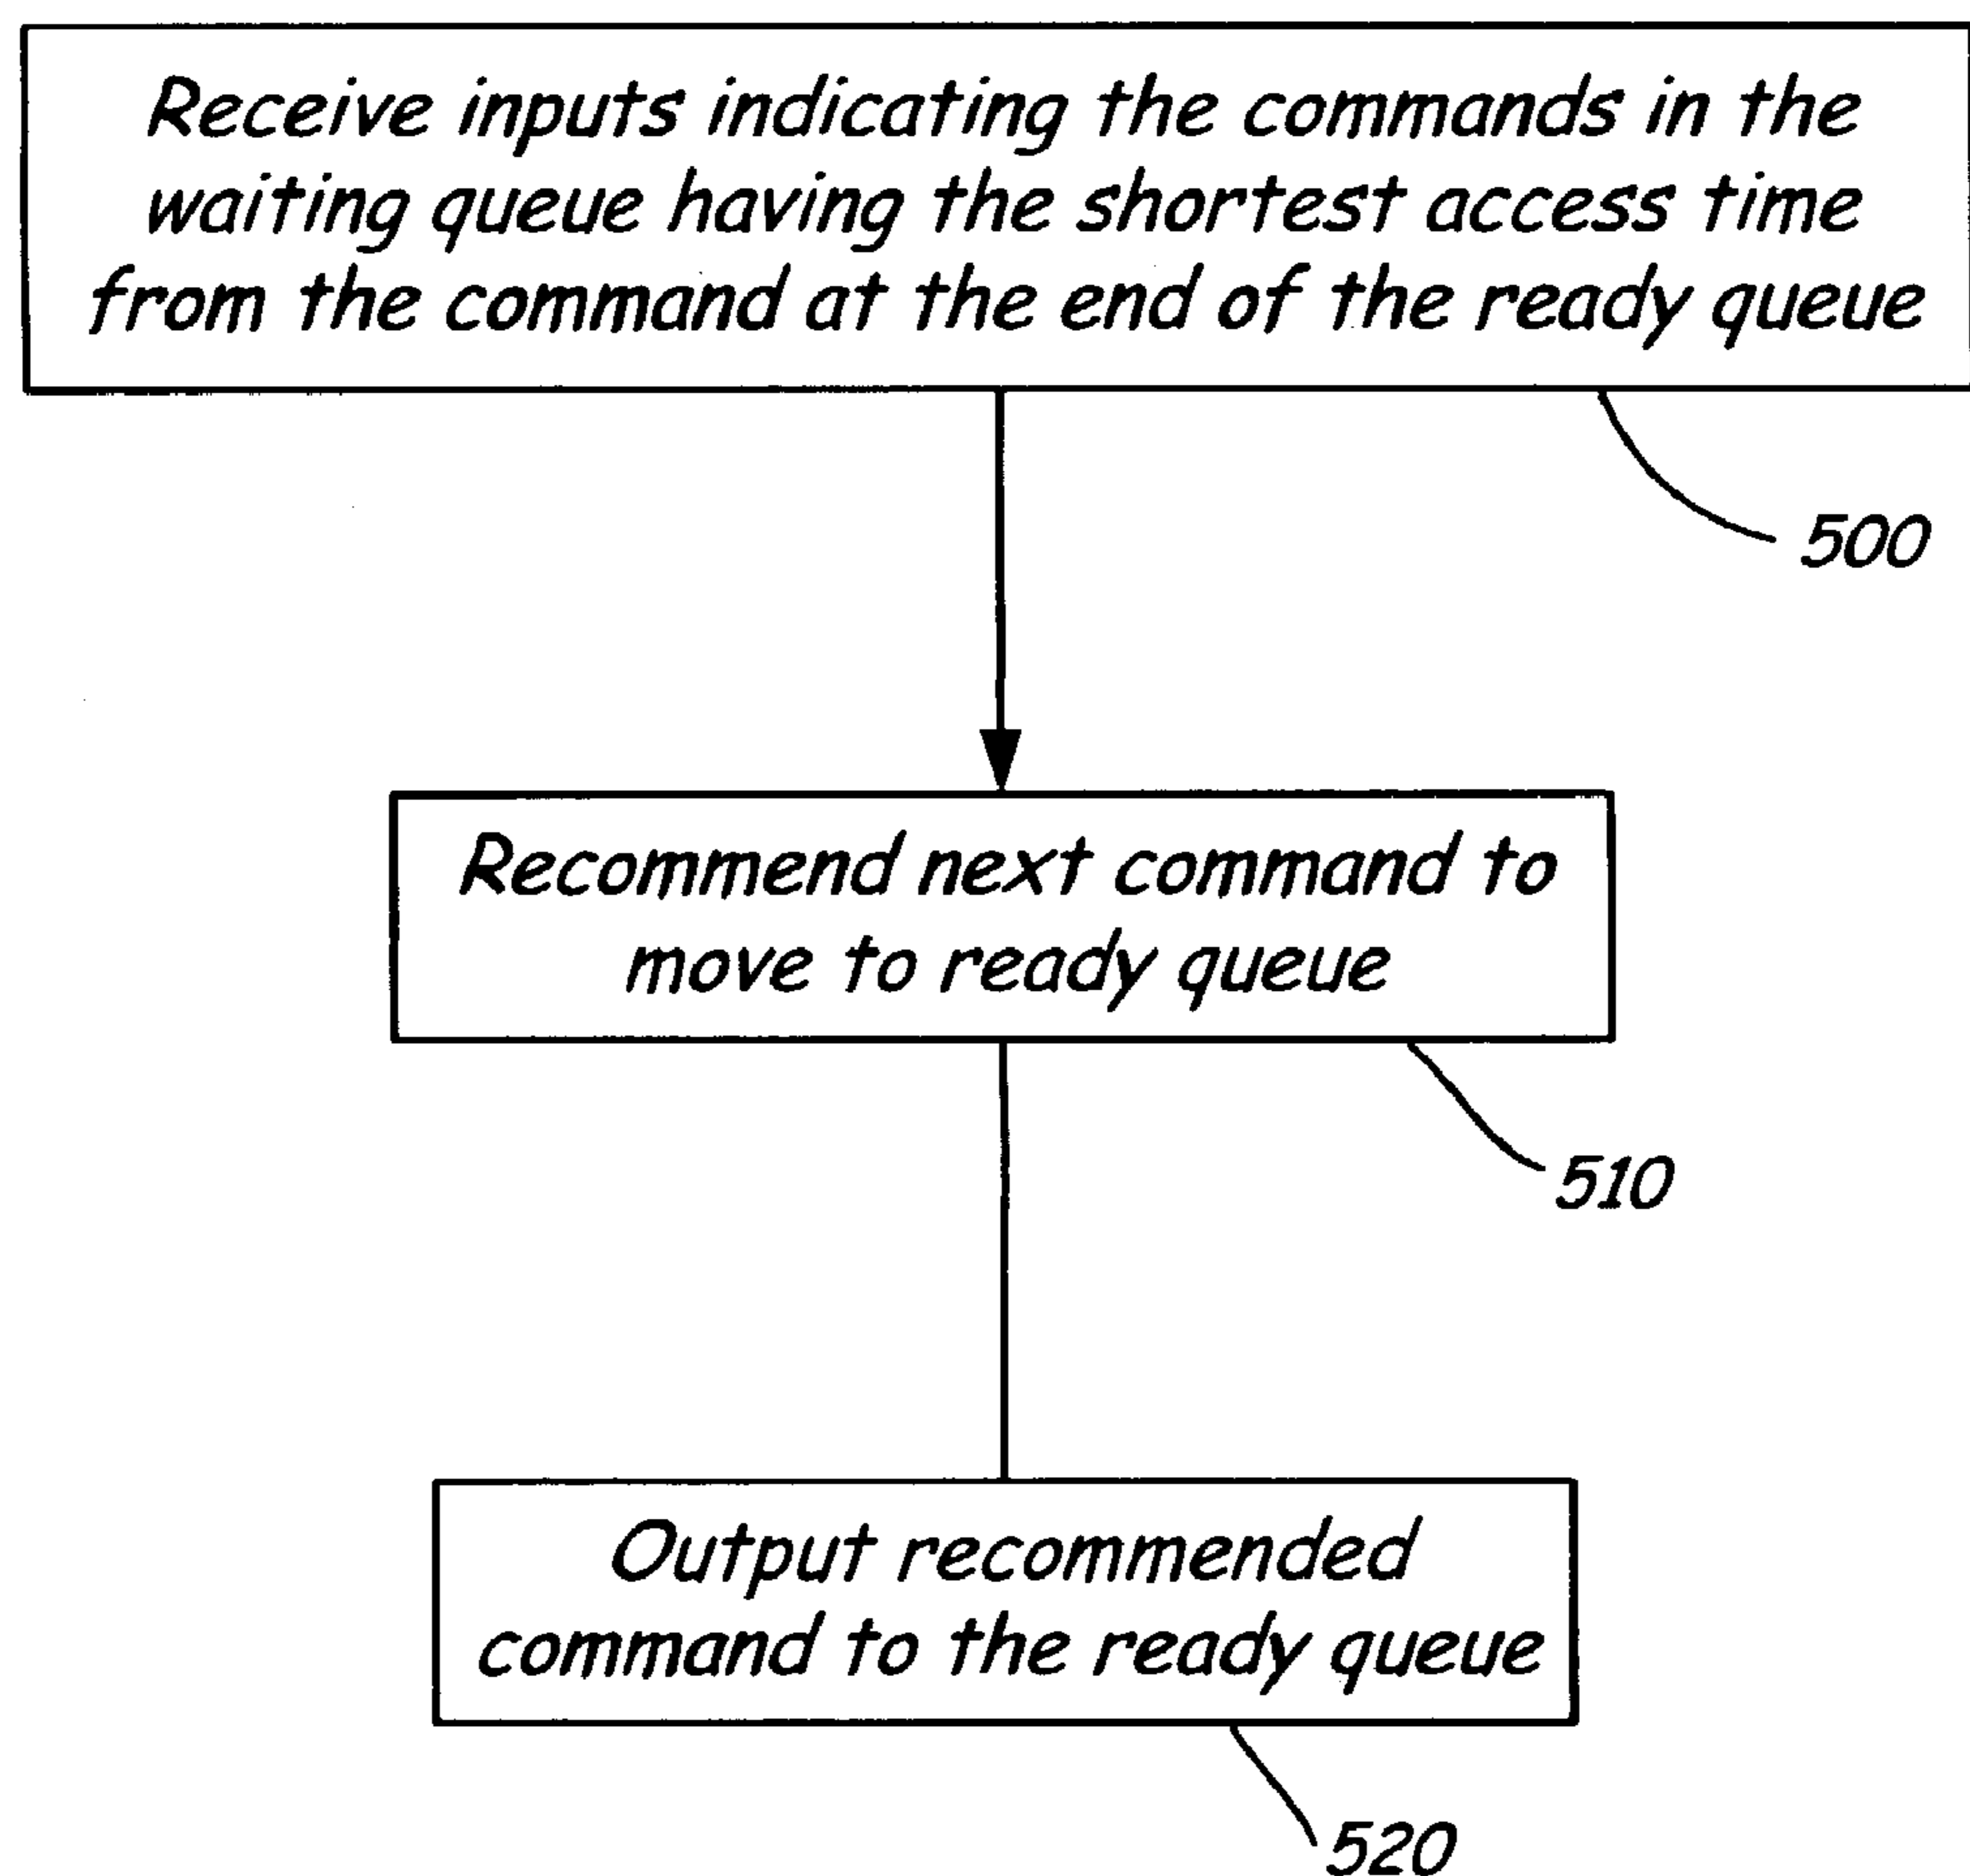 Receive inputs indicating the commands in the
waiting queue having the shortest access time
from the command at the end of the ready queue
500
Recommend next command to
move to ready queue
510
Output recommended
command to the ready queue
520